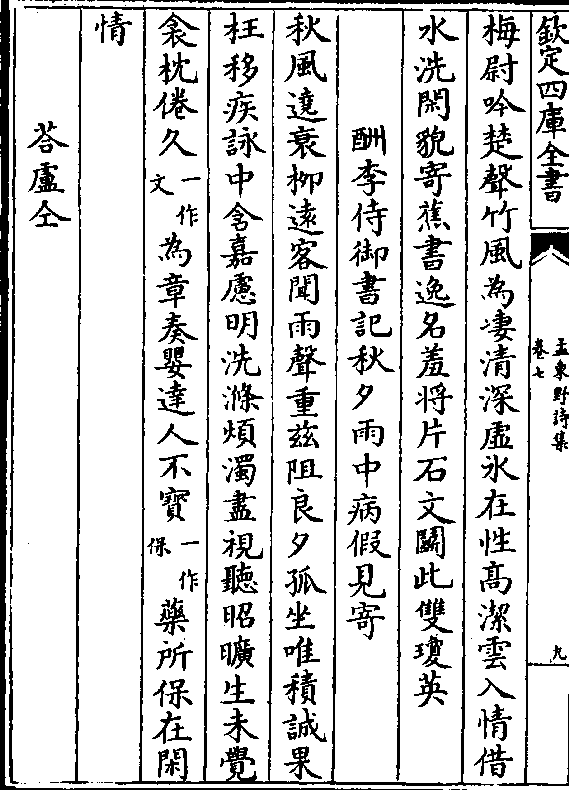 欽定四庫全書
孟東野詩集
卷七
九
梅尉吟楚聲竹風為凄清深虛氷在性高潔雲入情借
水洗閑貌寄蕉書逸名羞將片石文鬭此雙瓊英
酬李侍御書記秋夕雨中病假見寄
秋風遶衰栁遠客聞雨聲重兹阻良夕孤坐唯積誠果
枉移疾詠中含嘉慮明洗滌煩濁盡視聽昭曠生未覺
衾枕倦久一作文為章奏嬰達人不寶一作保藥所保在閑
情
荅盧仝